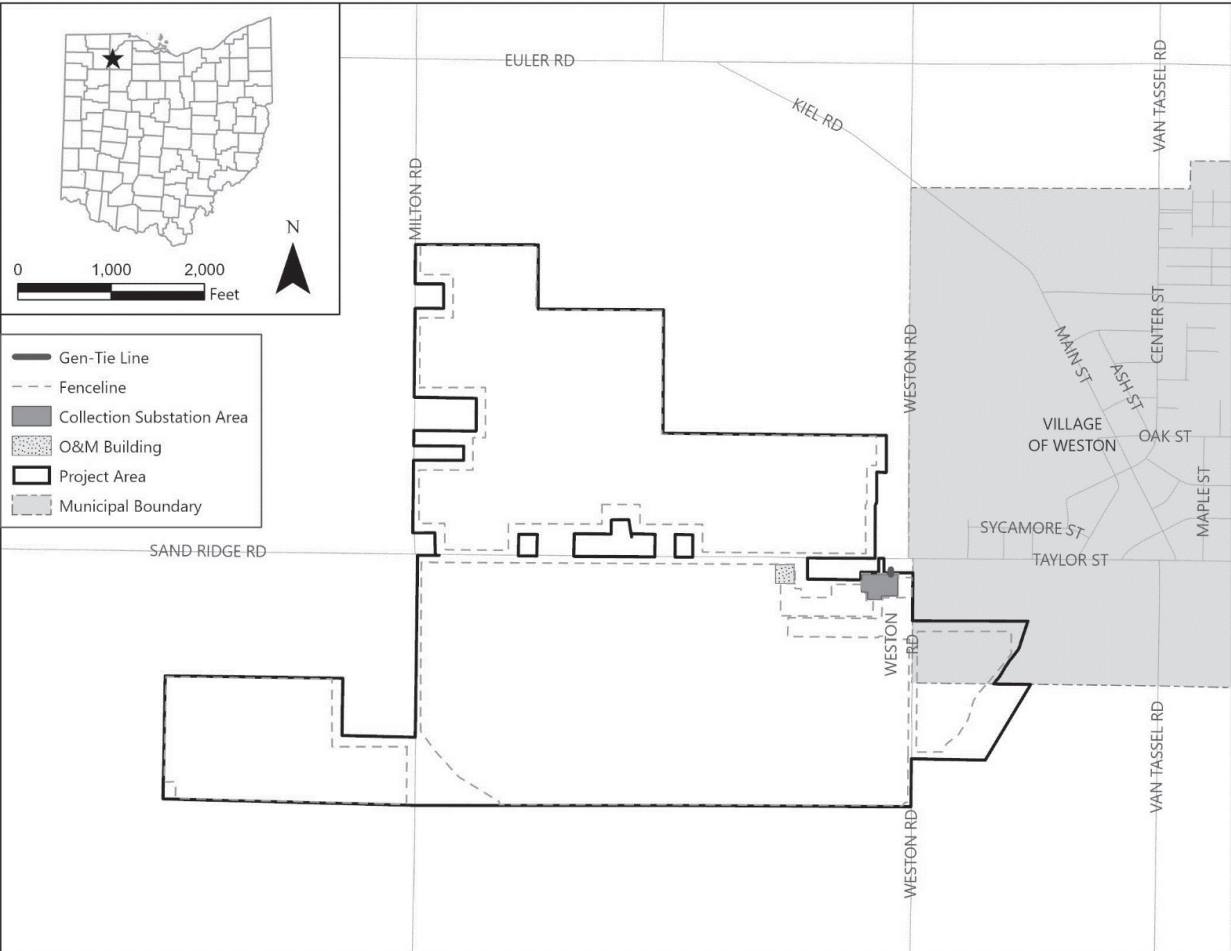 N
0 1,000 2,000
Feet
Gen-Tie Line
Fenceline
Collection Substation Area
O&M Building
Project Area
Municipal Boundary
EULER RD
KIEL RD
VAN TASSEL RD
MILTON RD
WESTON RD
MAIN ST
ASH ST
CENTER ST
VILLAGE
OF WESTON
OAK ST
MAPLE ST
SYCAMORE ST
TAYLOR ST
SAND RIDGE RD
WESTON
RD
VAN TASSEL RD
WESTON RD